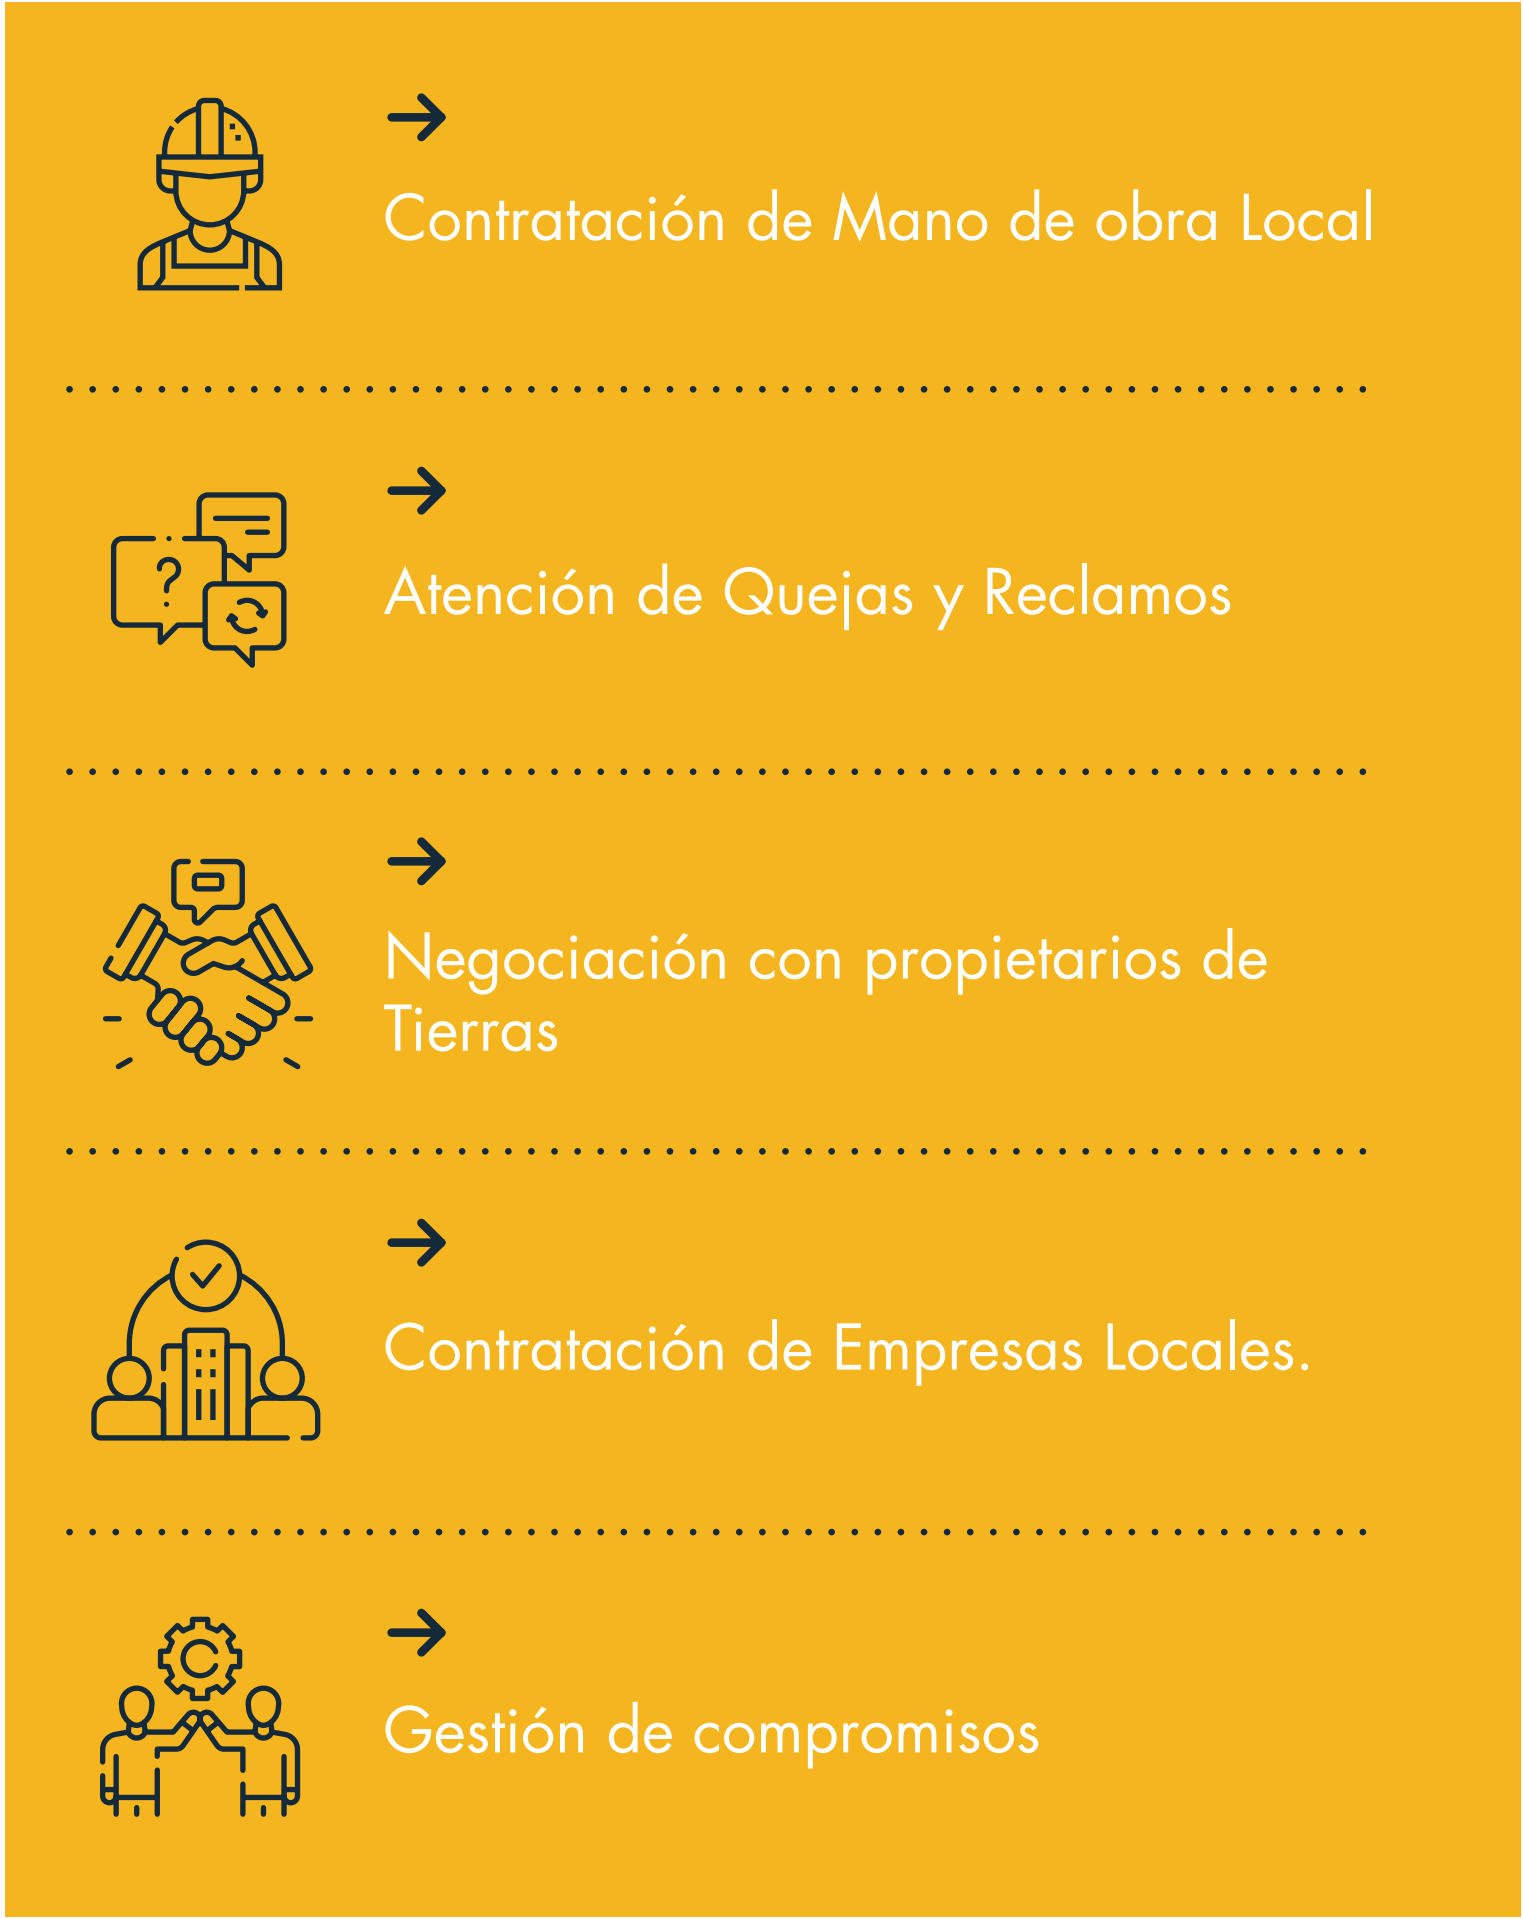 Contratación de Mano de obra Local
Atención de Quejas y Reclamos
Negociación con propietarios de
Tierras
Contratación de Empresas Locales.
Gestión de compromisos